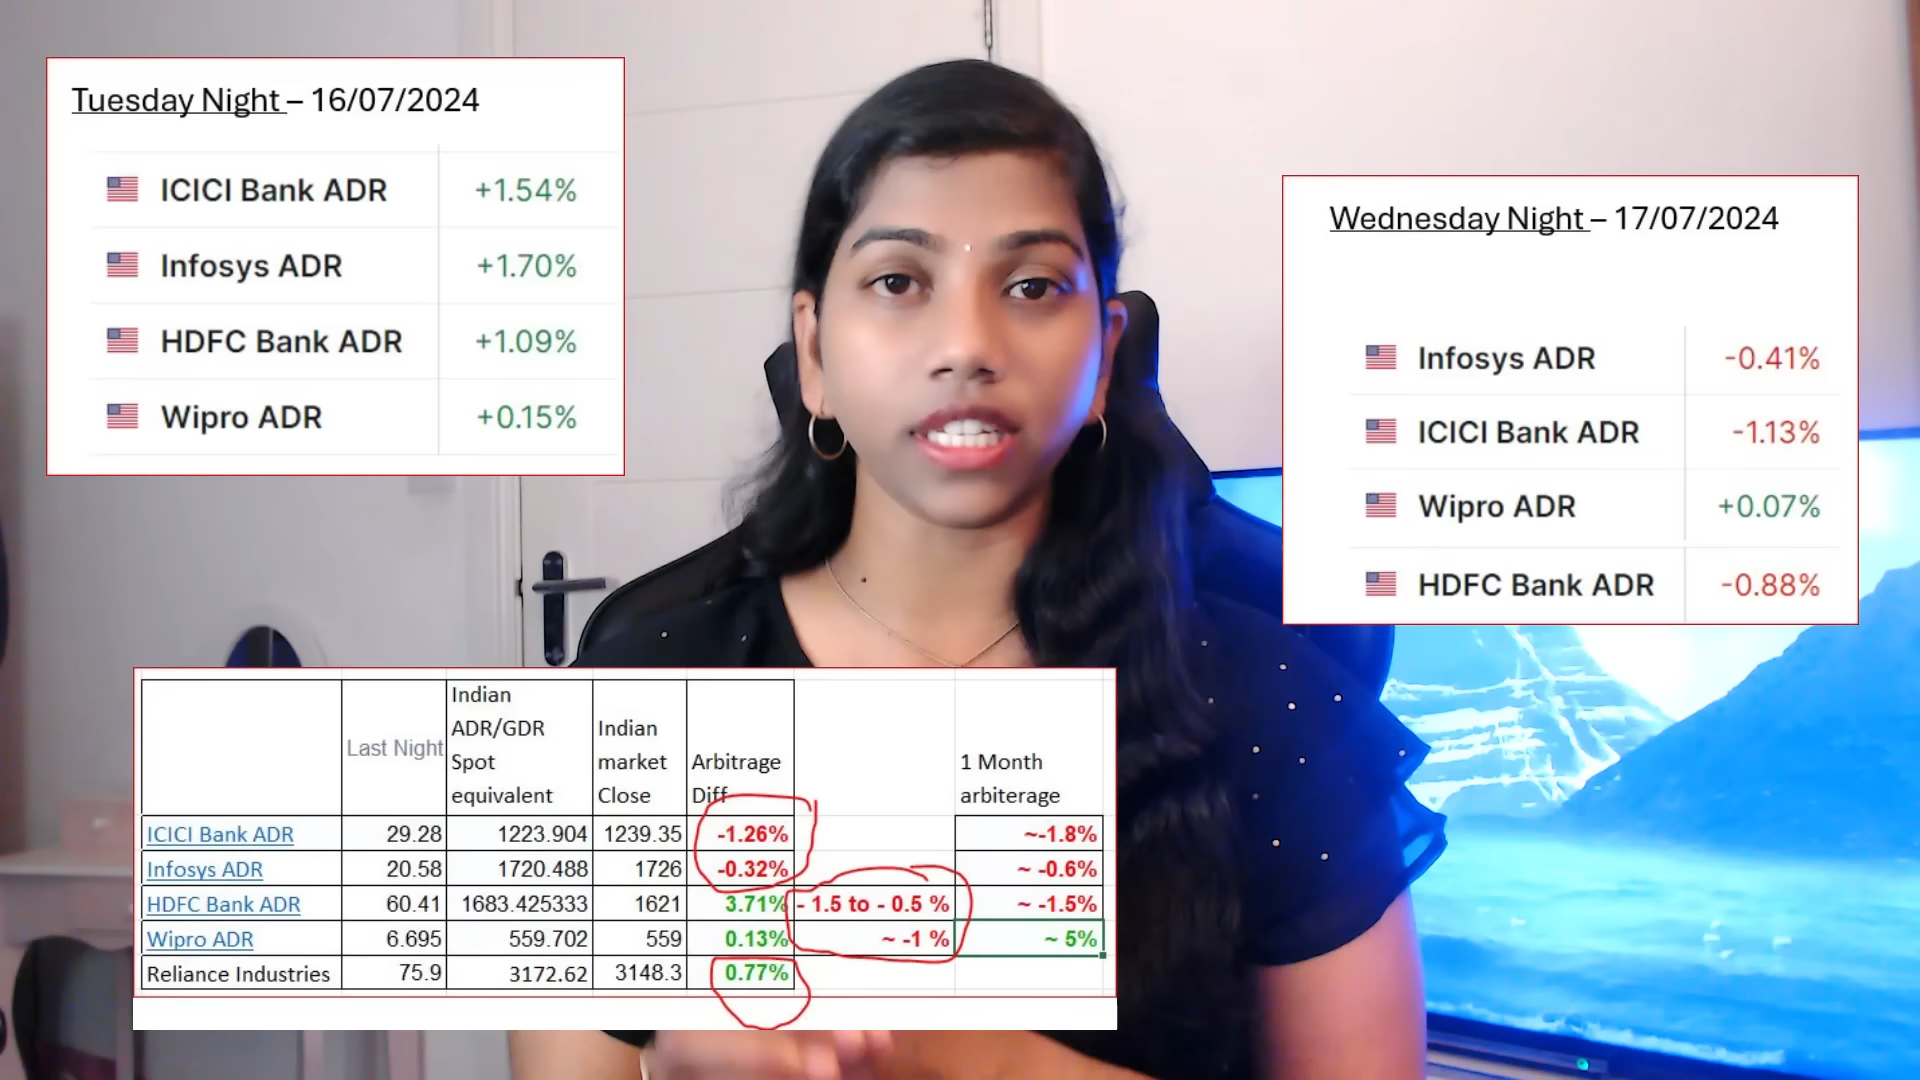 Tuesday Night – 16/07/2024
ICICI Bank ADR +1.54%
Infosys ADR +1.70%
HDFC Bank ADR +1.09%
Wipro ADR +0.15%
Wednesday Night – 17/07/2024
Infosys ADR -0.41%
ICICI Bank ADR -1.13%
Wipro ADR +0.07%
HDFC Bank ADR -0.88%
Last Night
Indian
ADR/GDR
Spot
equivalent
Indian
market
Close
Arbitrage
Diff
1 Month
arbiterage
ICICI Bank ADR 29.28 1223.904 1239.35 -1.26% ~-1.8%
Infosys ADR 20.58 1720.488 1726 -0.32% ~ -0.6%
HDFC Bank ADR 60.41 1683.425333 1621 3.71% - 1.5 to - 0.5 % ~ -1.5%
Wipro ADR 6.695 559.702 559 0.13% ~ -1 % ~ 5%
Reliance Industries 75.9 3172.62 3148.3 0.77%